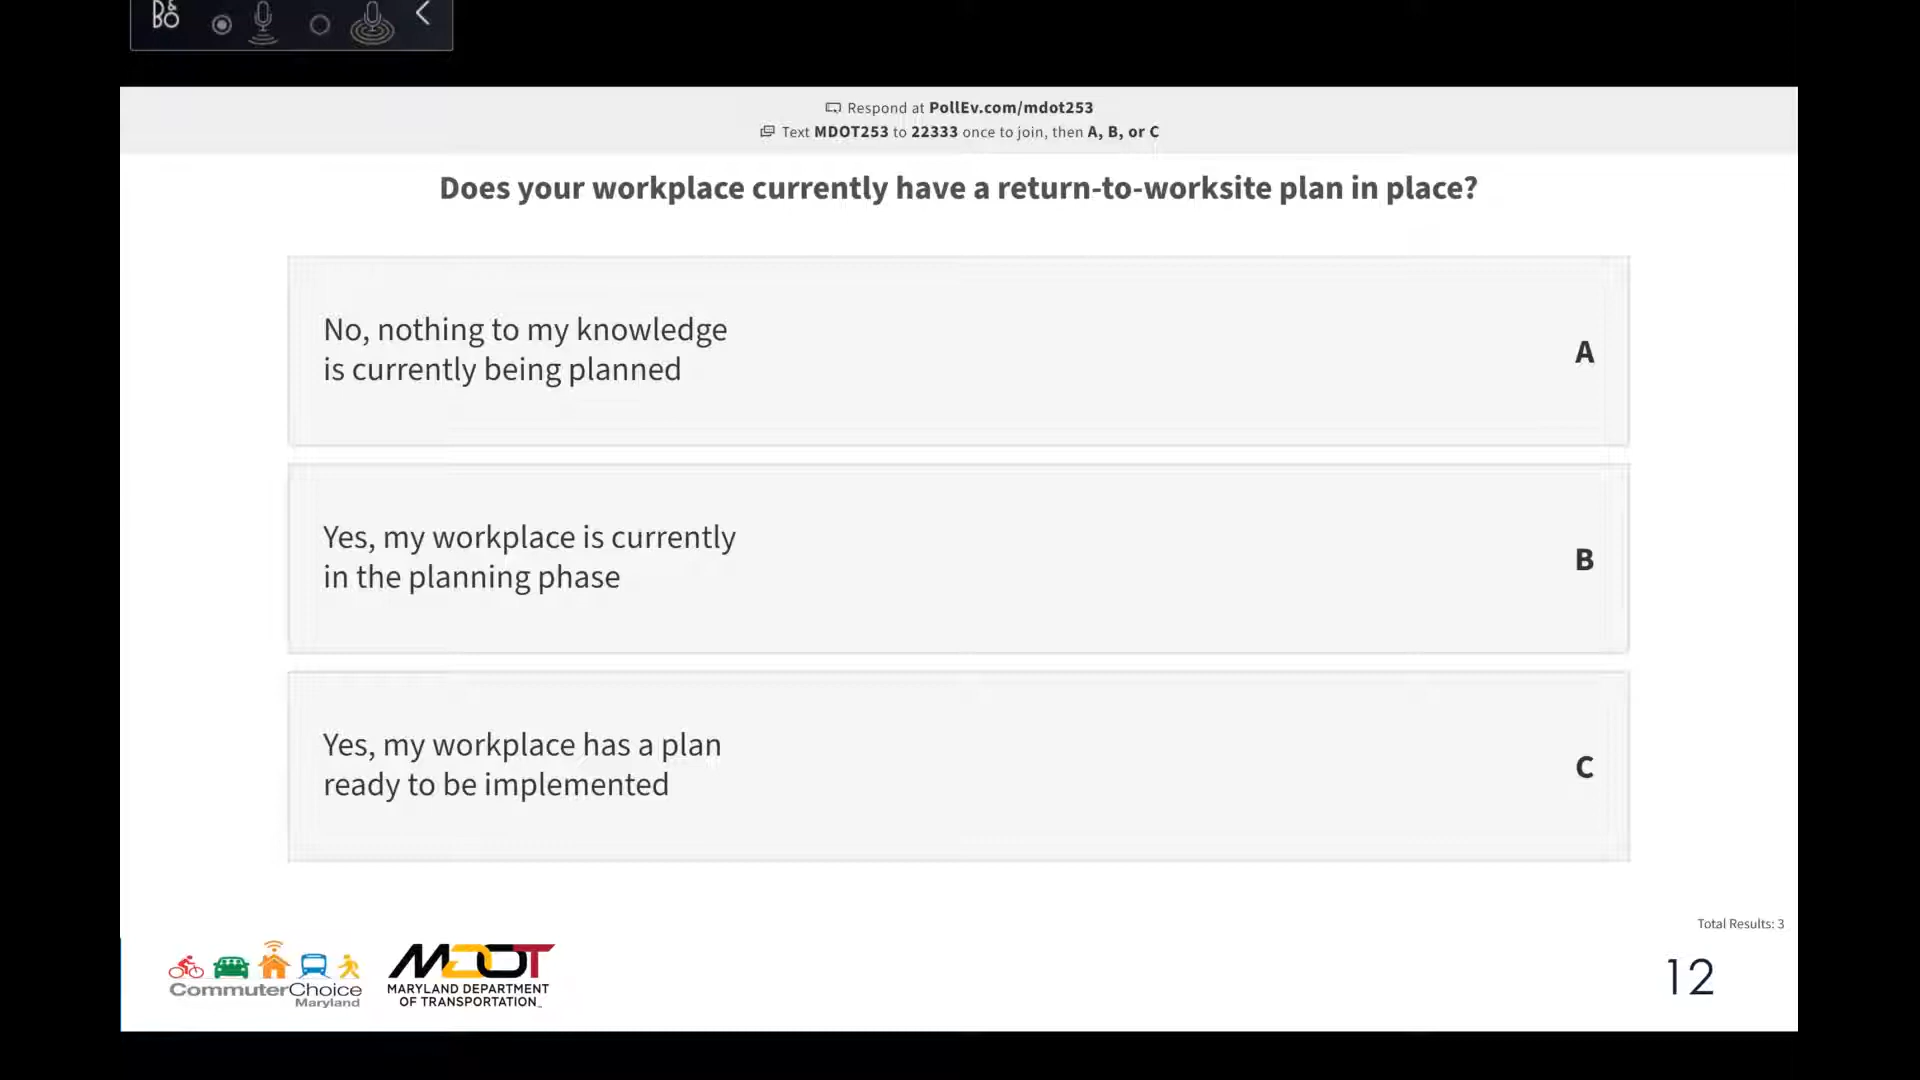 B&O
Respond at PollEv.com/mdot253
Text MDOT253 to 22333 once to join, then A, B, or C
Does your workplace currently have a return-to-worksite plan in place?
No, nothing to my knowledge
is currently being planned
A
Yes, my workplace is currently
in the planning phase
B
Yes, my workplace has a plan
ready to be implemented
C
Total Results: 3
CommuterChoice
Maryland
MDOT
MARYLAND DEPARTMENT
OF TRANSPORTATION
12